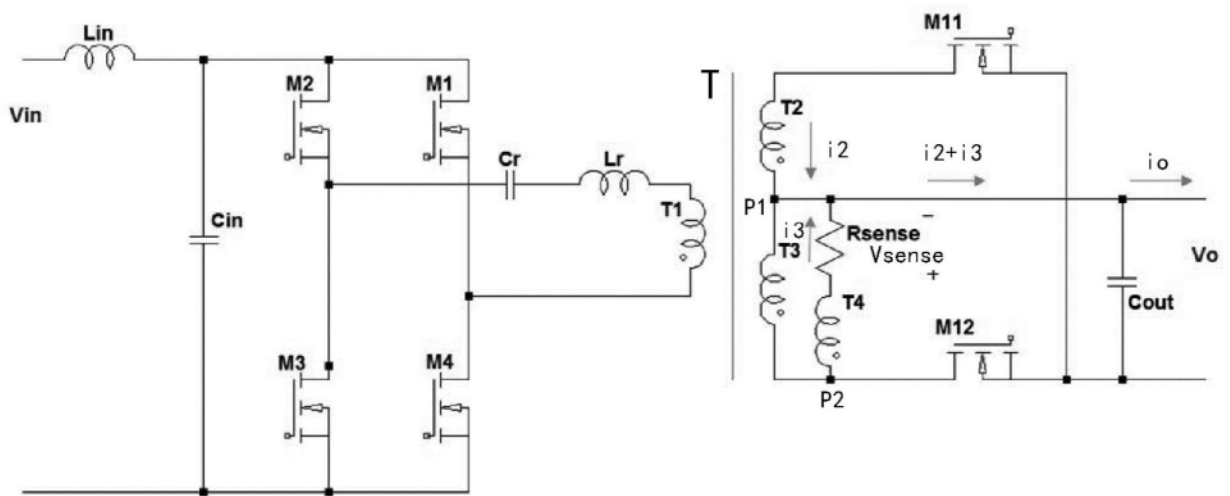 Lin
Vin
M2
M1
Cin
Cr
Lr
T1
M3
M4
T
M11
T2
i2
i2+i3
io
P1
i3
T3
Rsense
−
Vsense
+
T4
Vo
Cout
M12
P2